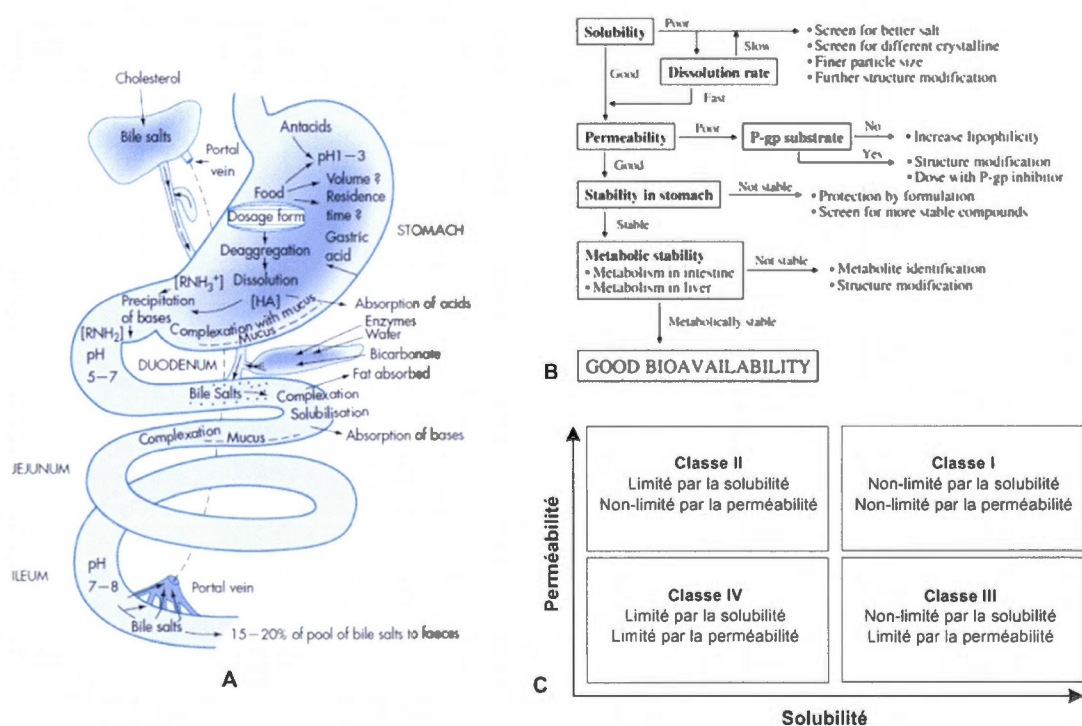 Cholesterol
Bile salts
Portal
vein
Antacids
pH1–3
Food
Volume ?
Residence
time ?
Dosage form
Gastric
acid
STOMACH
Deaggregation
Dissolution
[RNH₃⁺]
[HA]
Precipitation
of bases
Absorption of acids
Complexation with mucus
Mucus
[RNH₂]
Enzymes
Water
Bicarbonate
pH
5–7
DUODENUM
Fat absorbed
Bile Salts
Complexation
Solubilisation
Complexation
Mucus
Absorption of bases
JEJUNUM
ILEUM
pH
7–8
Portal vein
Bile salts
15–20% of pool of bile salts to faeces
A
Solubility
Poor
• Screen for better salt
• Screen for different crystalline
• Finer particle size
• Further structure modification
Slow
Good
Dissolution rate
Fast
Permeability
Poor
P-gp substrate
No
• Increase lipophilicity
Yes
• Structure modification
• Dose with P-gp inhibitor
Good
Stability in stomach
Not stable
• Protection by formulation
• Screen for more stable compounds
Stable
Metabolic stability
• Metabolism in intestine
• Metabolism in liver
Not stable
• Metabolite identification
• Structure modification
Metabolically stable
GOOD BIOAVAILABILITY
B
Perméabilité
Classe II
Limité par la solubilité
Non-limité par la perméabilité
Classe I
Non-limité par la solubilité
Non-limité par la perméabilité
Classe IV
Limité par la solubilité
Limité par la perméabilité
Classe III
Non-limité par la solubilité
Limité par la perméabilité
C
Solubilité